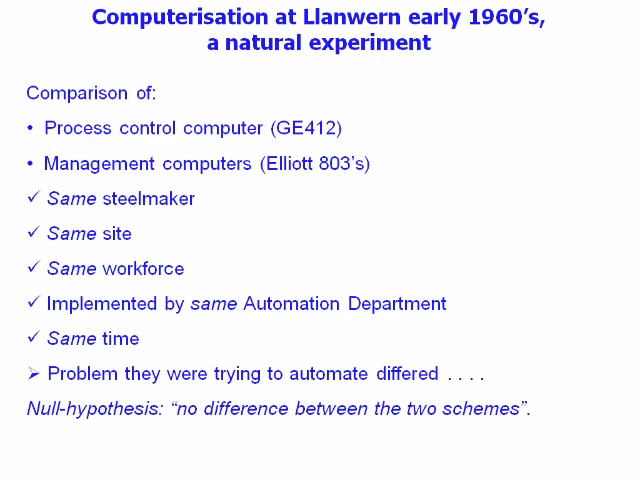 Computerisation at Llanwern early 1960's,
a natural experiment
Comparison of:
• Process control computer (GE412)
• Management computers (Elliott 803's)
✓ Same steelmaker
✓ Same site
✓ Same workforce
✓ Implemented by same Automation Department
✓ Same time
➢ Problem they were trying to automate differed . . . .
Null-hypothesis: “no difference between the two schemes”.